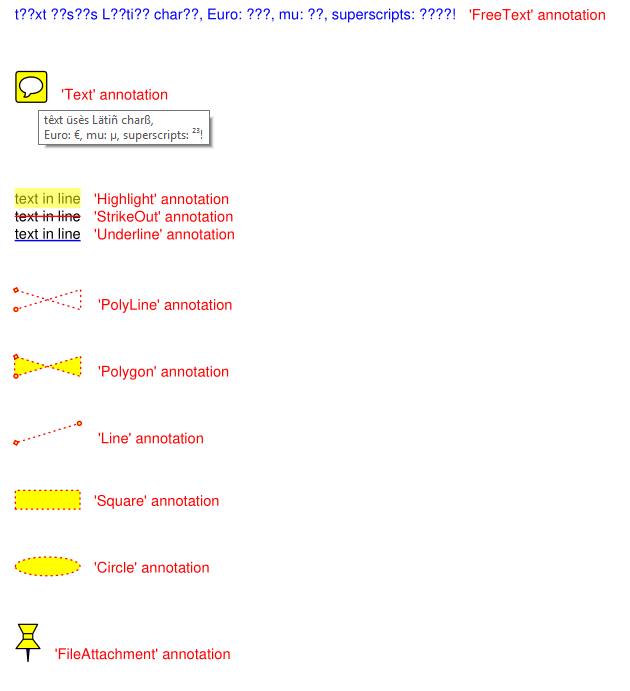 t??xt ??s??s L??ti?? char??, Euro: ???, mu: ??, superscripts: ????! 'FreeText' annotation
'Text' annotation
têxt üsès Lätiñ charß,
Euro: €, mu: µ, superscripts: ²³!
text in line 'Highlight' annotation
text in line 'StrikeOut' annotation
text in line 'Underline' annotation
'PolyLine' annotation
'Polygon' annotation
'Line' annotation
'Square' annotation
'Circle' annotation
'FileAttachment' annotation